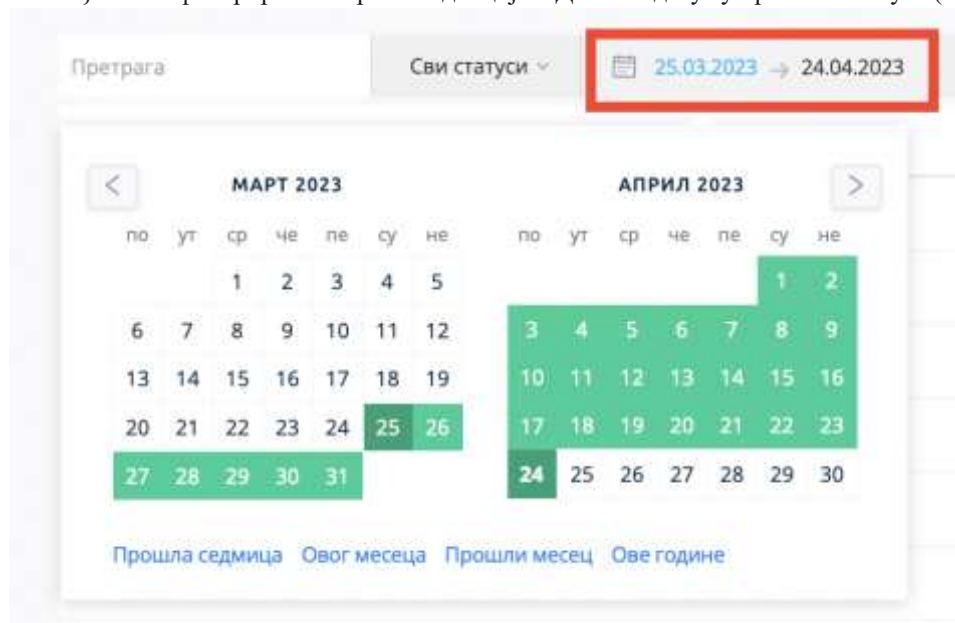 Претрага Сви статуси 25.03.2023 → 24.04.2023
< МАРТ 2023 АПРИЛ 2023 >
по ут ср че пе су не по ут ср че пе су не
1 2 3 4 5 1 2
6 7 8 9 10 11 12 3 4 5 6 7 8 9
13 14 15 16 17 18 19 10 11 12 13 14 15 16
20 21 22 23 24 25 26 17 18 19 20 21 22 23
27 28 29 30 31 24 25 26 27 28 29 30
Прошла седмица Овог месеца Прошли месец Ове године